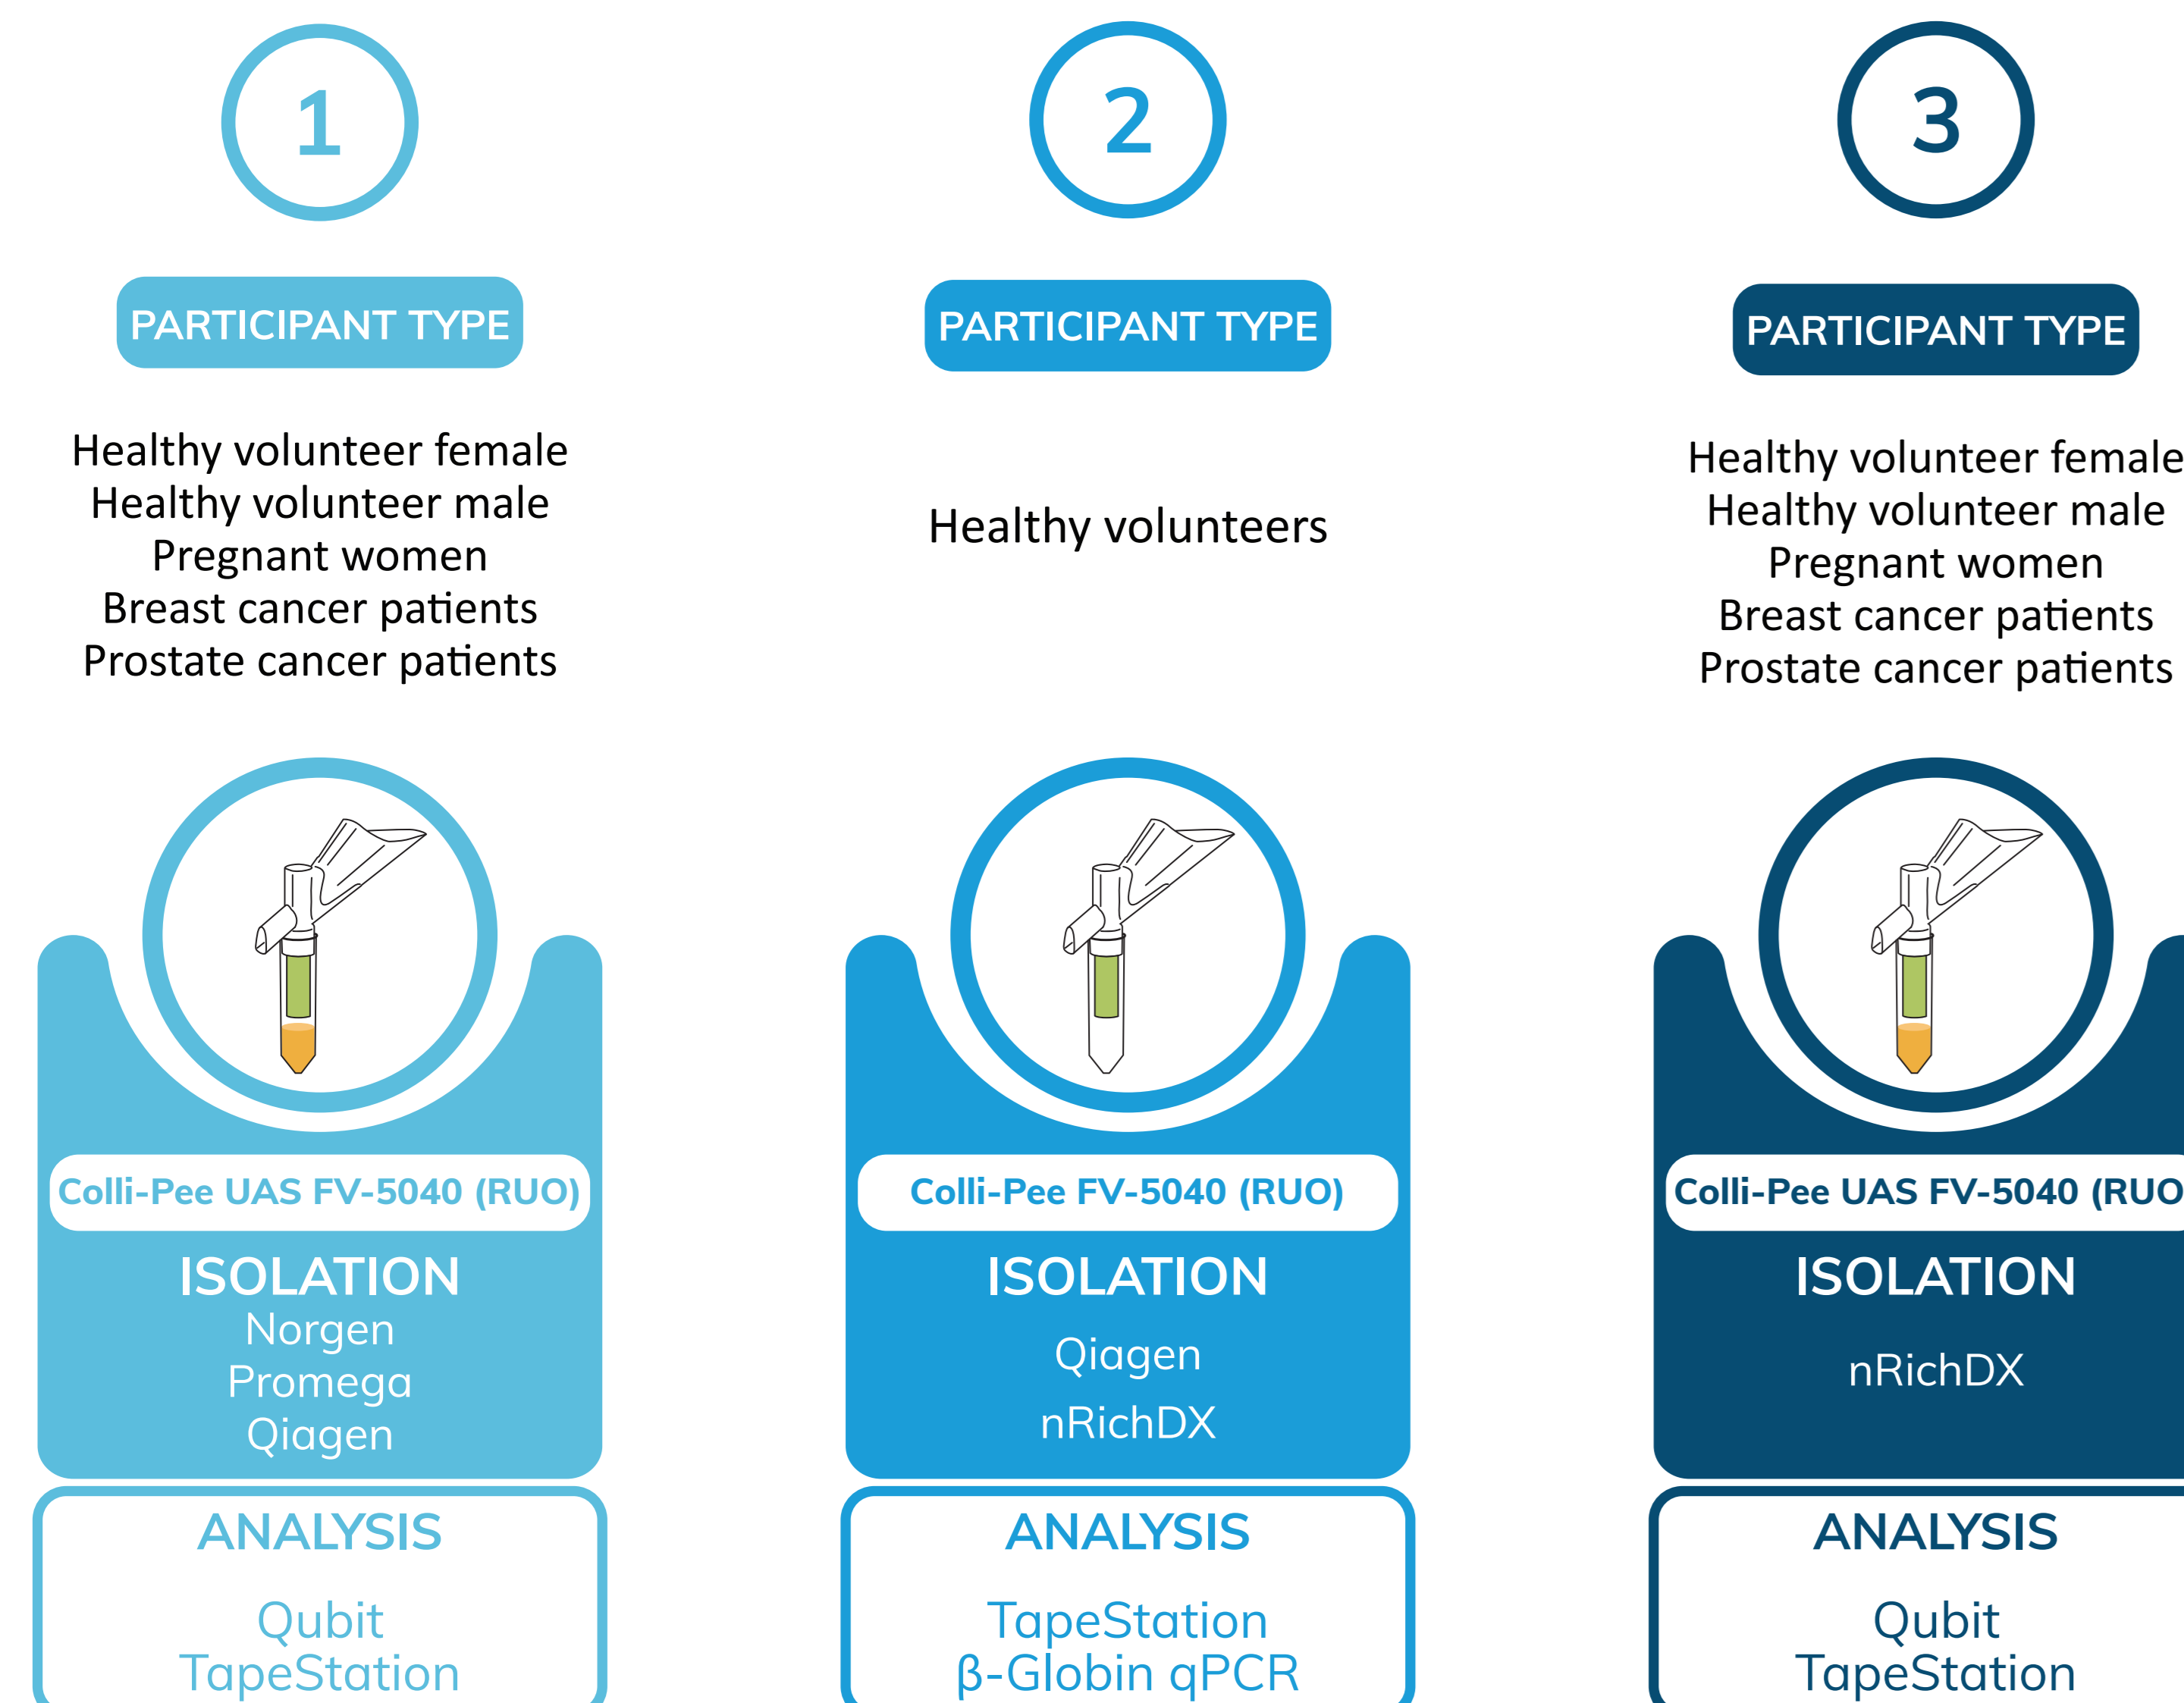 1
PARTICIPANT TYPE
Healthy volunteer female
Healthy volunteer male
Pregnant women
Breast cancer patients
Prostate cancer patients
Colli-Pee UAS FV-5040 (RUO)
ISOLATION
Norgen
Promega
Qiagen
ANALYSIS
Qubit
TapeStation
2
PARTICIPANT TYPE
Healthy volunteers
Colli-Pee FV-5040 (RUO)
ISOLATION
Qiagen
nRichDX
ANALYSIS
TapeStation
β-Globin qPCR
3
PARTICIPANT TYPE
Healthy volunteer female
Healthy volunteer male
Pregnant women
Breast cancer patients
Prostate cancer patients
Colli-Pee UAS FV-5040 (RUO
ISOLATION
nRichDX
ANALYSIS
Qubit
TapeStation